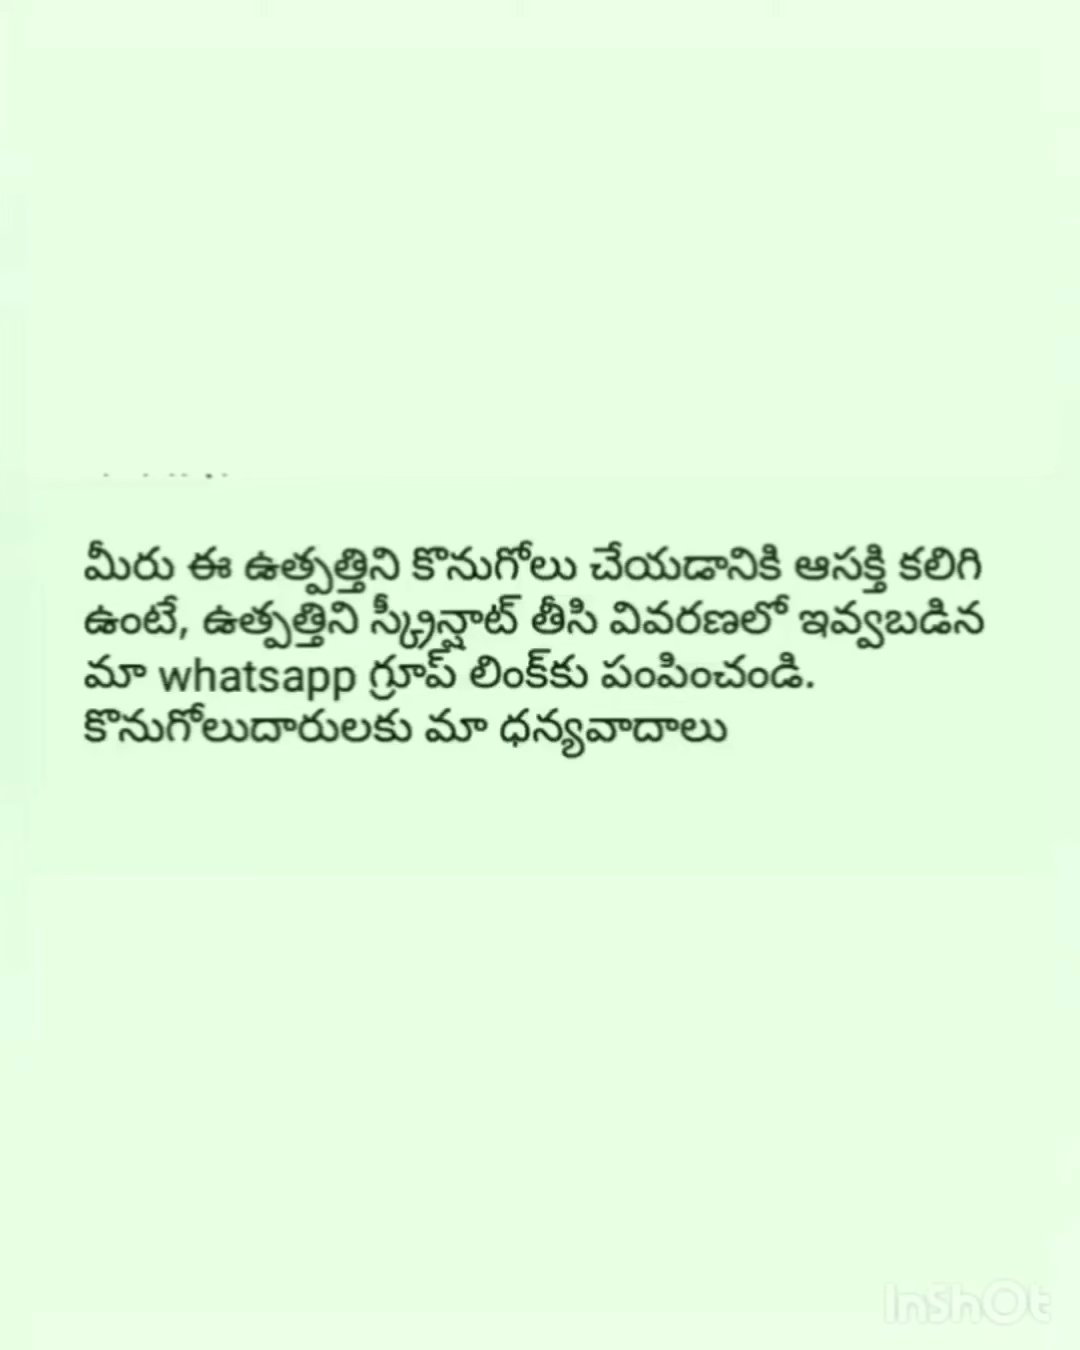 మీరు ఈ ఉత్పత్తిని కొనుగోలు చేయడానికి ఆసక్తి కలిగి
ఉంటే, ఉత్పత్తిని స్క్రీన్షాట్ తీసి వివరణలో ఇవ్వబడిన
మా whatsapp గ్రూప్ లింక్‌కు పంపించండి.
కొనుగోలుదారులకు మా ధన్యవాదాలు
InShOt